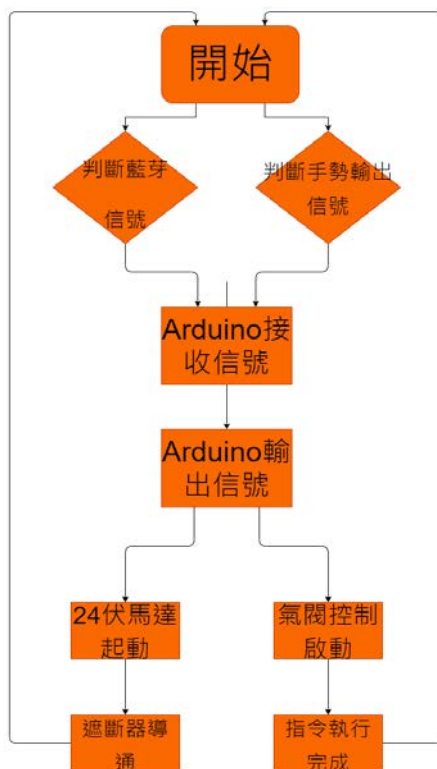 開始
判斷藍芽
信號
判斷手勢輸出
信號
Arduino接
收信號
Arduino輸
出信號
24伏馬達
起動
氣閥控制
啟動
遮斷器導
通
指令執行
完成